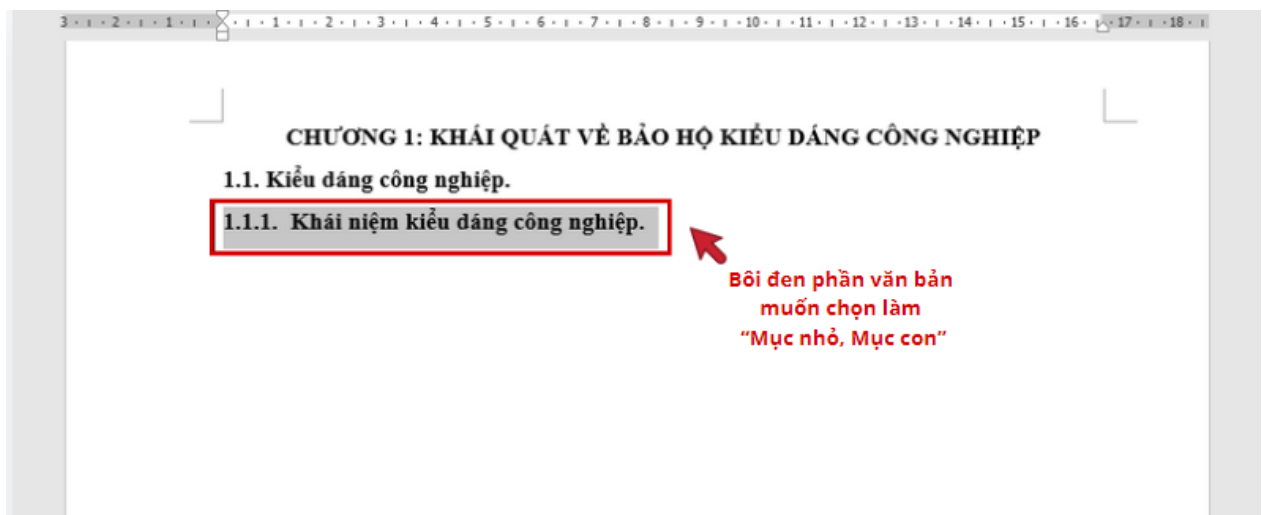 3 · 2 · 1 · 1 · 2 · 3 · 4 · 5 · 6 · 7 · 8 · 9 · 10 · 11 · 12 · 13 · 14 · 15 · 16 · 17 · 18
CHƯƠNG 1: KHÁI QUÁT VỀ BẢO HỘ KIỂU DÁNG CÔNG NGHIỆP
1.1. Kiểu dáng công nghiệp.
1.1.1. Khái niệm kiểu dáng công nghiệp.
Bôi đen phần văn bản
muốn chọn làm
“Mục nhỏ, Mục con”